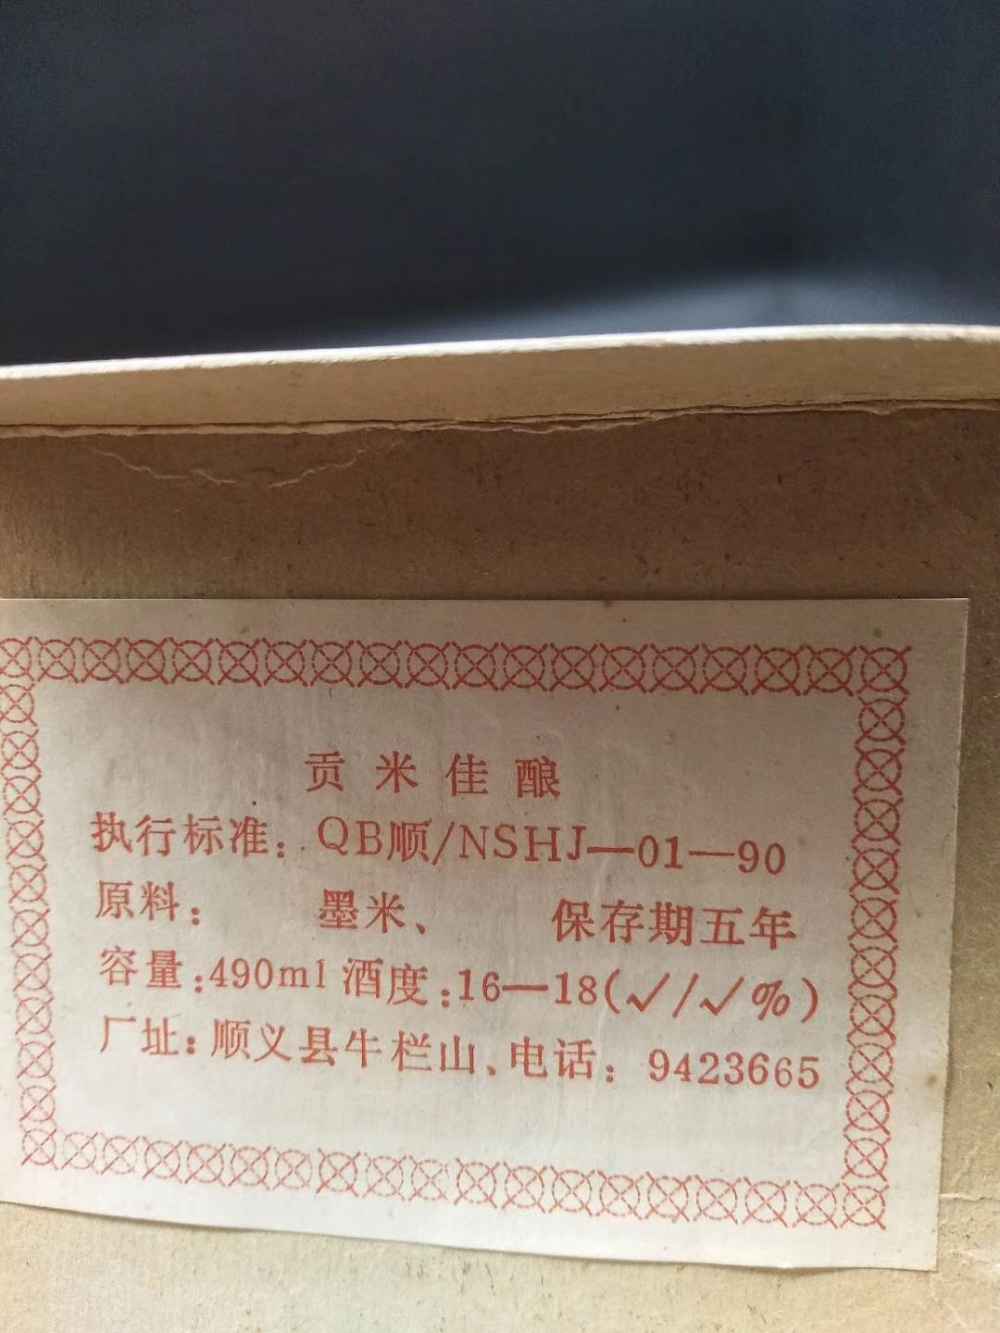 贡米佳酿
执行标准：QB顺/NSHJ—01—90
原料： 墨米、 保存期五年
容量：490ml 酒度：16—18(√/√%)
厂址：顺义县牛栏山、电话：9423665